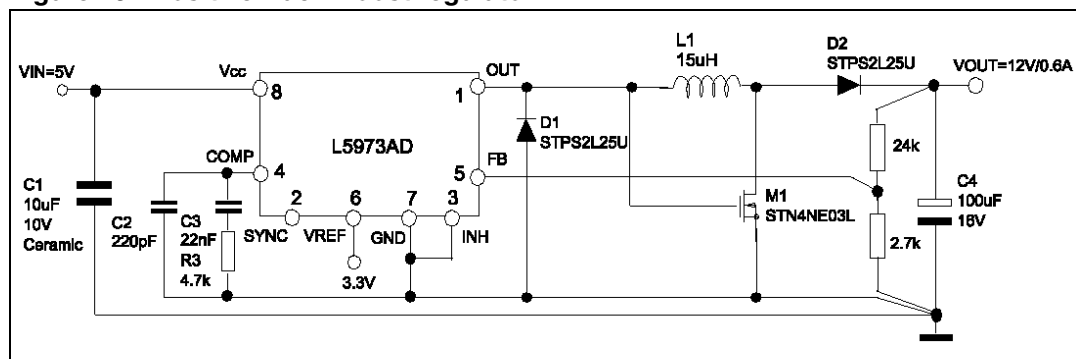 L1
15uH
D2
STPS2L25U
VIN=5V
Vcc
8
OUT
1
VOUT=12V/0.6A
D1
STPS2L25U
L5973AD
24k
COMP
4
5
FB
C1
10uF
10V
Ceramic
C2
220pF
C3
22nF
R3
4.7k
2
SYNC
6
VREF
7
GND
3
INH
3.3V
M1
STN4NE03L
C4
100uF
16V
2.7k